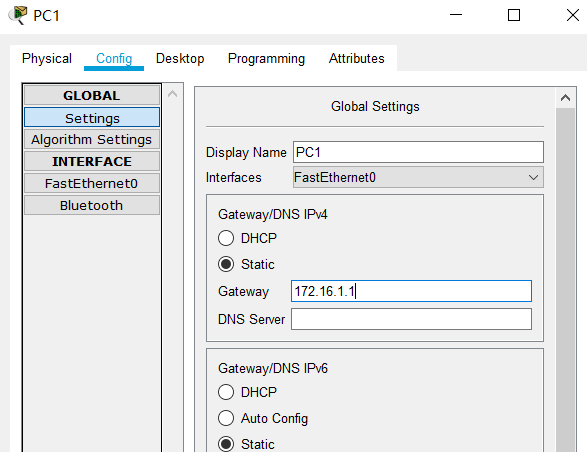 PC1
Physical Config Desktop Programming Attributes
GLOBAL
Settings
Algorithm Settings
INTERFACE
FastEthernet0
Bluetooth
Global Settings
Display Name PC1
Interfaces FastEthernet0
Gateway/DNS IPv4
DHCP
Static
Gateway 172.16.1.1
DNS Server
Gateway/DNS IPv6
DHCP
Auto Config
Static